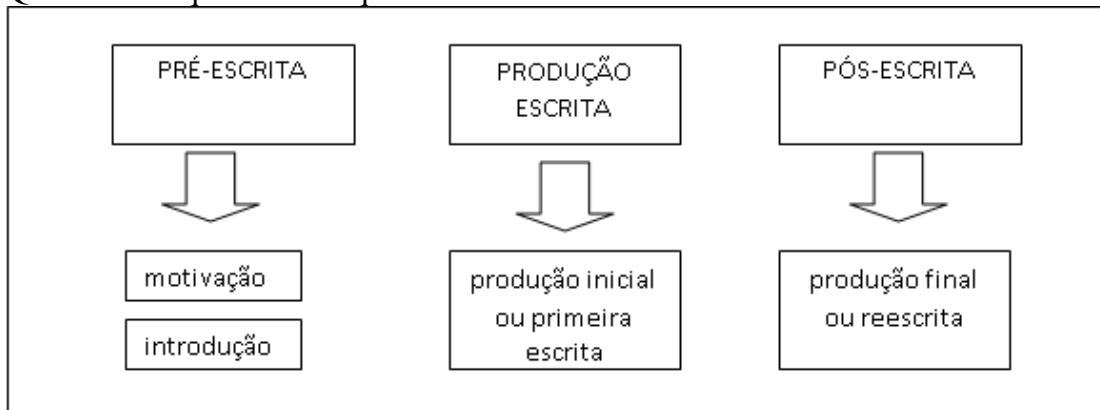 PRÉ-ESCRITA
PRODUÇÃO
ESCRITA
PÓS-ESCRITA
motivação
introdução
produção inicial
ou primeira
escrita
produção final
ou reescrita